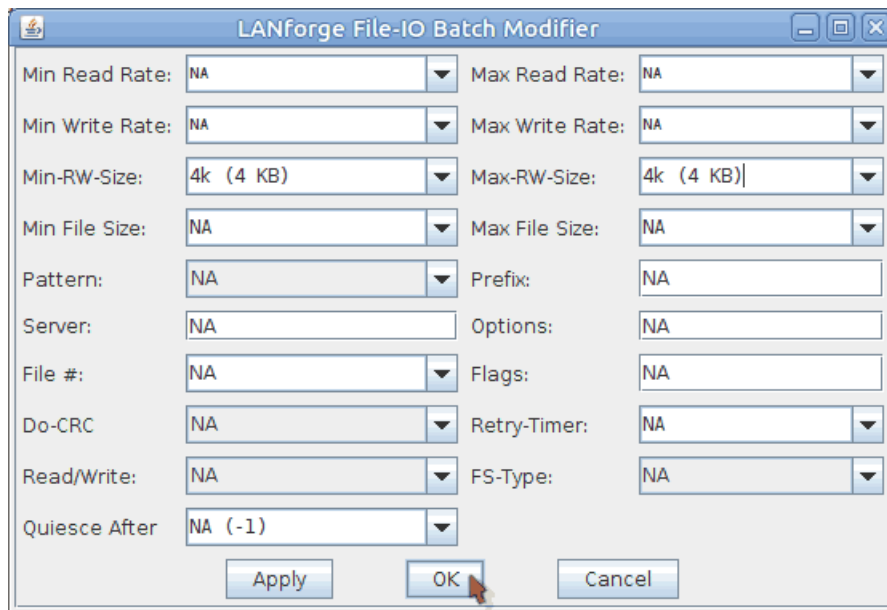 LANforge File-IO Batch Modifier
Min Read Rate: NA Max Read Rate: NA
Min Write Rate: NA Max Write Rate: NA
Min-RW-Size: 4k (4 KB) Max-RW-Size: 4k (4 KB)
Min File Size: NA Max File Size: NA
Pattern: NA Prefix: NA
Server: NA Options: NA
File #: NA Flags: NA
Do-CRC NA Retry-Timer: NA
Read/Write: NA FS-Type: NA
Quiesce After NA (-1)
Apply OK Cancel